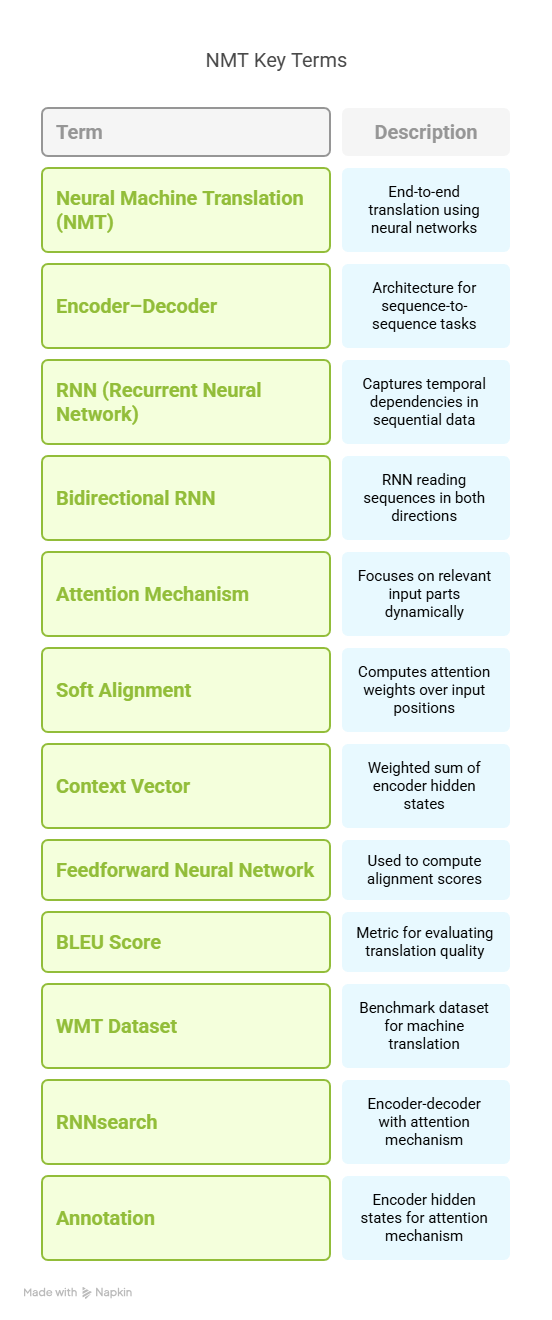 NMT Key Terms
Term
Description
Neural Machine Translation
(NMT)
End-to-end
translation using
neural networks
Encoder–Decoder
Architecture for
sequence-to-
sequence tasks
RNN (Recurrent Neural
Network)
Captures temporal
dependencies in
sequential data
Bidirectional RNN
RNN reading
sequences in both
directions
Attention Mechanism
Focuses on relevant
input parts
dynamically
Soft Alignment
Computes attention
weights over input
positions
Context Vector
Weighted sum of
encoder hidden
states
Feedforward Neural Network
Used to compute
alignment scores
BLEU Score
Metric for evaluating
translation quality
WMT Dataset
Benchmark dataset
for machine
translation
RNNsearch
Encoder-decoder
with attention
mechanism
Annotation
Encoder hidden
states for attention
mechanism
Made with Napkin